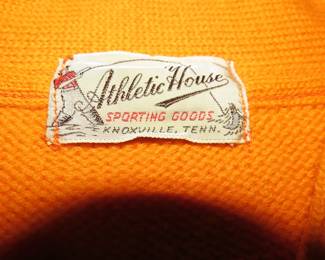 Athletic House
SPORTING GOODS
KNOXVILLE, TENN.